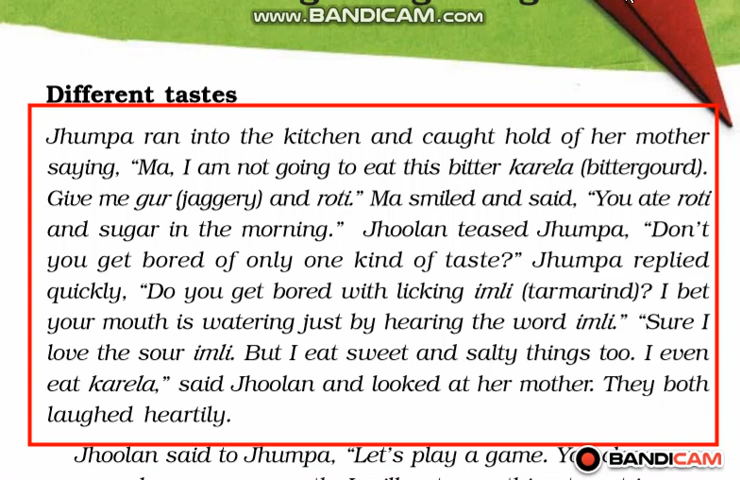 www.BANDICAM.com
Different tastes
Jhumpa ran into the kitchen and caught hold of her mother
saying, “Ma, I am not going to eat this bitter karela (bittergourd).
Give me gur (jaggery) and roti.” Ma smiled and said, “You ate roti
and sugar in the morning.” Jhoolan teased Jhumpa, “Don’t
you get bored of only one kind of taste?” Jhumpa replied
quickly, “Do you get bored with licking imli (tarmarind)? I bet
your mouth is watering just by hearing the word imli.” “Sure I
love the sour imli. But I eat sweet and salty things too. I even
eat karela,” said Jhoolan and looked at her mother. They both
laughed heartily.
Jhoolan said to Jhumpa, “Let’s play a game.
BANDICAM